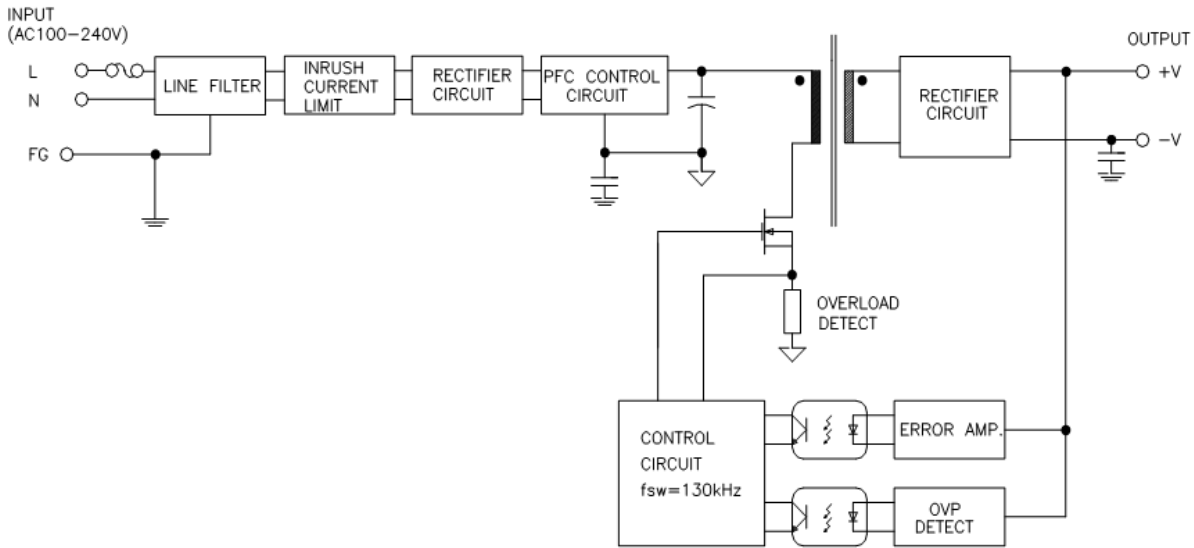 INPUT
(AC100-240V)
OUTPUT
L
N
FG
LINE FILTER
INRUSH
CURRENT
LIMIT
RECTIFIER
CIRCUIT
PFC CONTROL
CIRCUIT
RECTIFIER
CIRCUIT
+V
-V
OVERLOAD
DETECT
CONTROL
CIRCUIT
fsw=130kHz
ERROR AMP.
OVP
DETECT